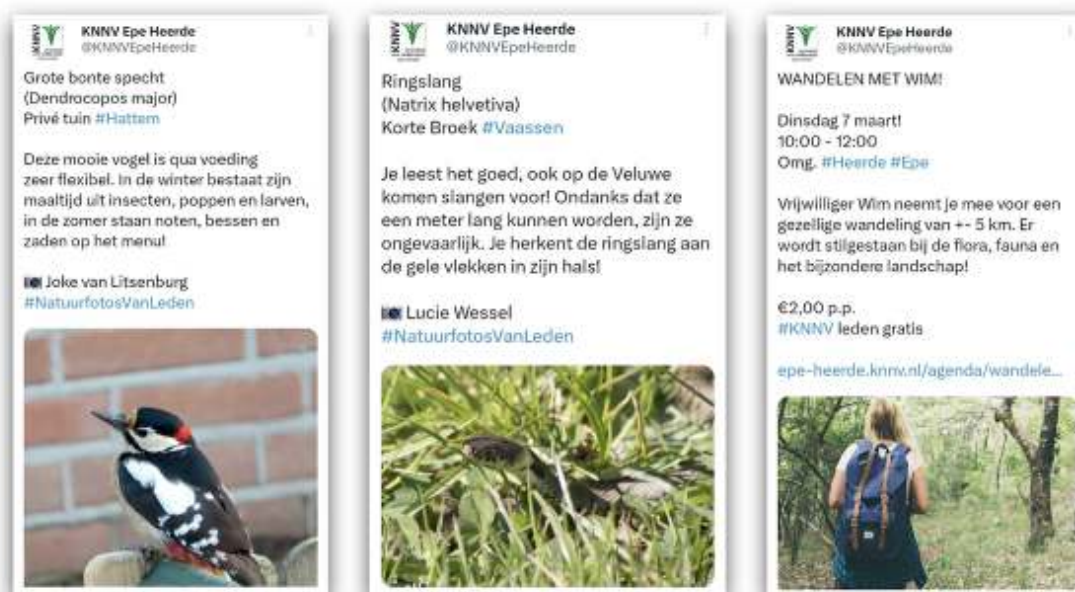 KNNV
KNNV Epe Heerde
@KNNVEpeHeerde
Grote bonte specht
(Dendrocopos major)
Privé tuin #Hattem
Deze mooie vogel is qua voeding
zeer flexibel. In de winter bestaat zijn
maaltijd uit insecten, poppen en larven,
in de zomer staan noten, bessen en
zaden op het menu!
Joke van Litsenburg
#NatuurfotosVanLeden
KNNV
KNNV Epe Heerde
@KNNVEpeHeerde
Ringslang
(Natrix helvetiva)
Korte Broek #Vaassen
Je leest het goed, ook op de Veluwe
komen slangen voor! Ondanks dat ze
een meter lang kunnen worden, zijn ze
ongevaarlijk. Je herkent de ringslang aan
de gele vlekken in zijn hals!
Lucie Wessel
#NatuurfotosVanLeden
KNNV
KNNV Epe Heerde
@KNNVEpeHeerde
WANDELEN MET WIM!
Dinsdag 7 maart!
10:00 - 12:00
Omg. #Heerde #Epe
Vrijwilliger Wim neemt je mee voor een
gezellige wandeling van +- 5 km. Er
wordt stilgestaan bij de flora, fauna en
het bijzondere landschap!
€2,00 p.p.
#KNNV leden gratis
epe-heerde.knnv.nl/agenda/wandele...